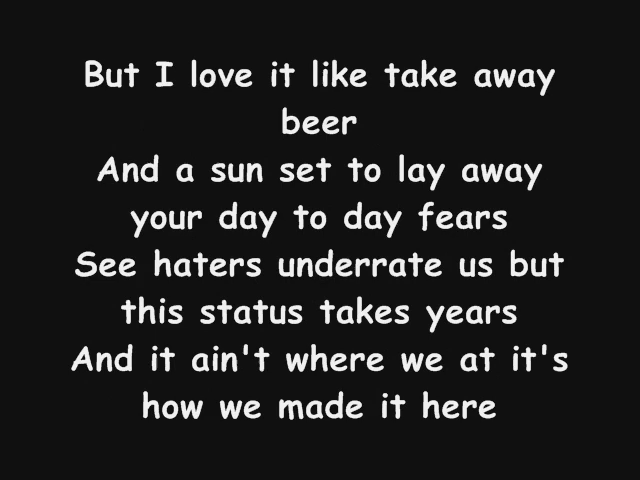 But I love it like take away
beer
And a sun set to lay away
your day to day fears
See haters underrate us but
this status takes years
And it ain't where we at it's
how we made it here